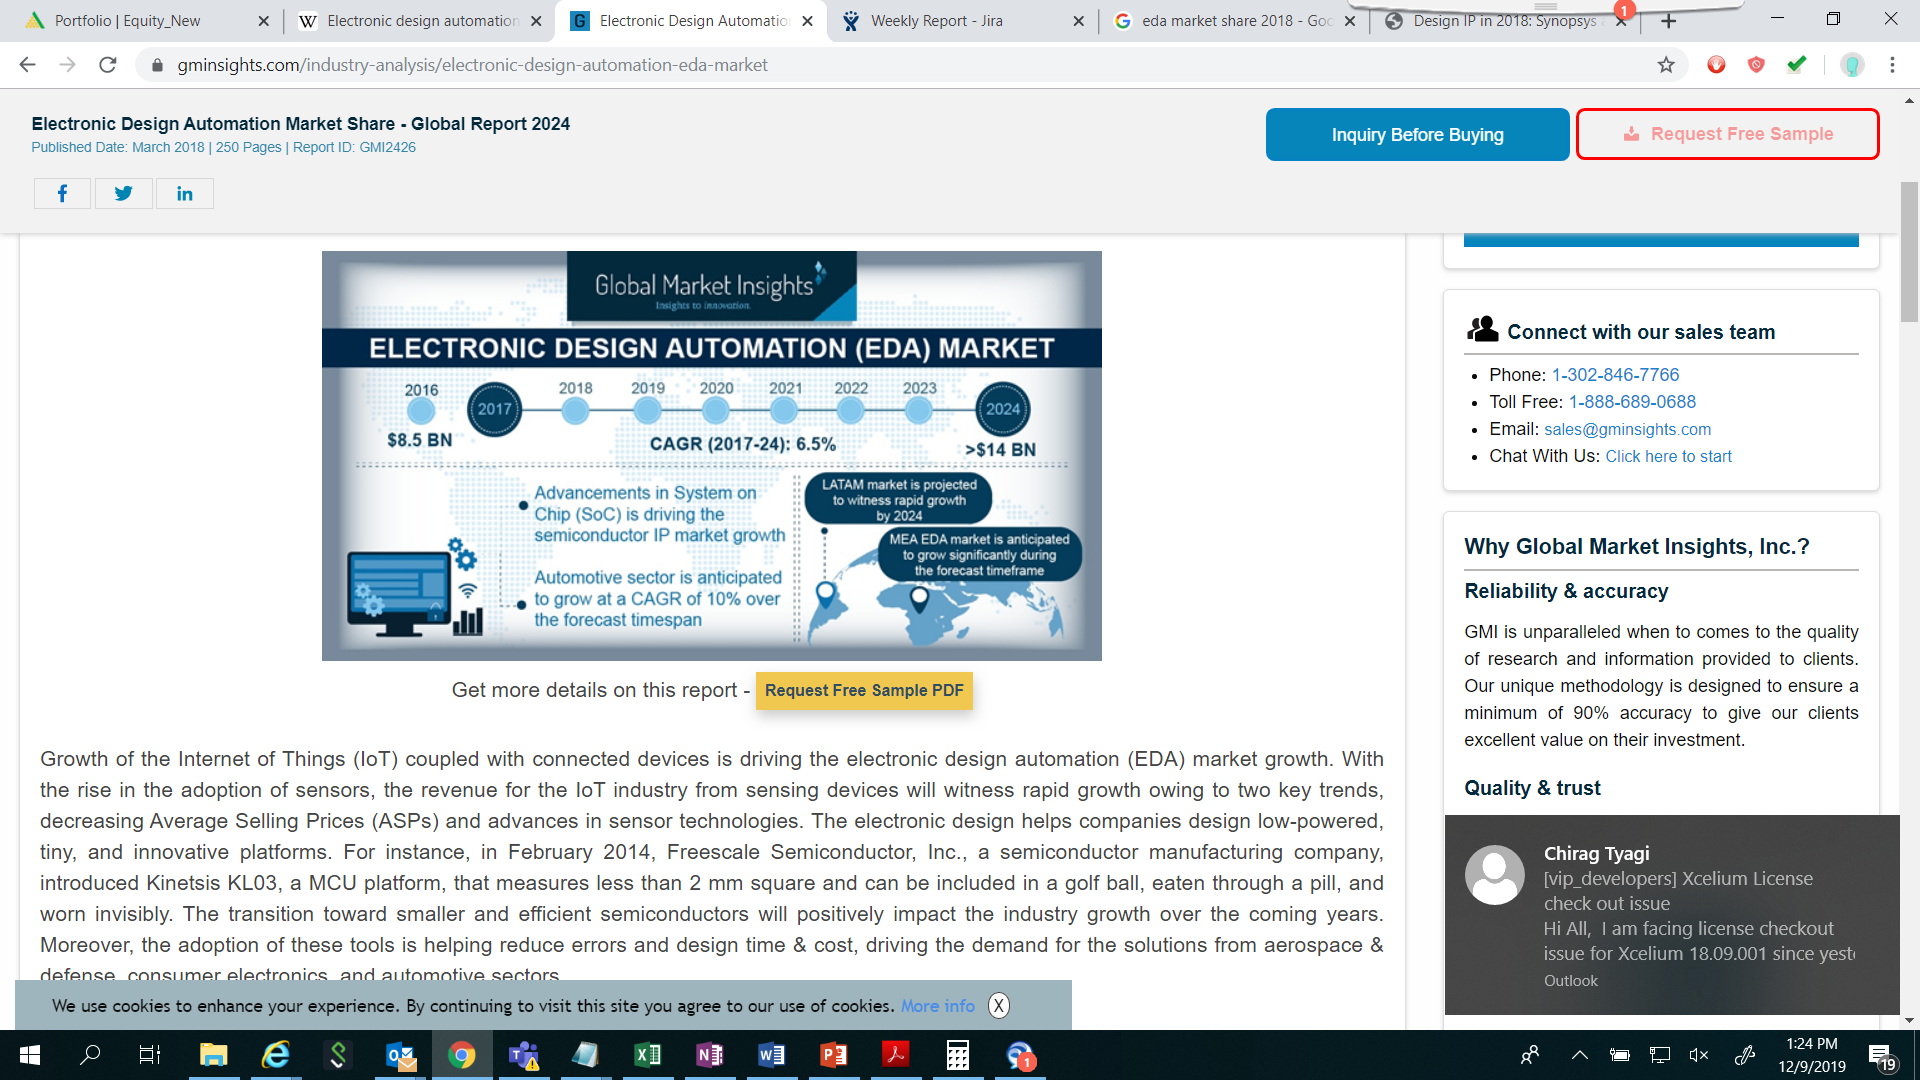 Portfolio | Equity_New
Electronic design automation
Electronic Design Automatio
Weekly Report - Jira
eda market share 2018 - Goo
Design IP in 2018: Synopsys
1
gminsights.com/industry-analysis/electronic-design-automation-eda-market
Electronic Design Automation Market Share - Global Report 2024
Published Date: March 2018 | 250 Pages | Report ID: GMI2426
Inquiry Before Buying
Request Free Sample
Global Market Insights
Insights to innovation.
ELECTRONIC DESIGN AUTOMATION (EDA) MARKET
2016 2017 2018 2019 2020 2021 2022 2023 2024
$8.5 BN
CAGR (2017-24): 6.5%
>$14 BN
Advancements in System on
Chip (SoC) is driving the
semiconductor IP market growth
Automotive sector is anticipated
to grow at a CAGR of 10% over
the forecast timespan
LATAM market is projected
to witness rapid growth
by 2024
MEA EDA market is anticipated
to grow significantly during
the forecast timeframe
Get more details on this report - Request Free Sample PDF
Growth of the Internet of Things (IoT) coupled with connected devices is driving the electronic design automation (EDA) market growth. With
the rise in the adoption of sensors, the revenue for the IoT industry from sensing devices will witness rapid growth owing to two key trends,
decreasing Average Selling Prices (ASPs) and advances in sensor technologies. The electronic design helps companies design low-powered,
tiny, and innovative platforms. For instance, in February 2014, Freescale Semiconductor, Inc., a semiconductor manufacturing company,
introduced Kinetsis KL03, a MCU platform, that measures less than 2 mm square and can be included in a golf ball, eaten through a pill, and
worn invisibly. The transition toward smaller and efficient semiconductors will positively impact the industry growth over the coming years.
Moreover, the adoption of these tools is helping reduce errors and design time & cost, driving the demand for the solutions from aerospace &
defense, consumer electronics, and automotive sectors.
Connect with our sales team
Phone: 1-302-846-7766
Toll Free: 1-888-689-0688
Email: sales@gminsights.com
Chat With Us: Click here to start
Why Global Market Insights, Inc.?
Reliability & accuracy
GMI is unparalleled when to comes to the quality
of research and information provided to clients.
Our unique methodology is designed to ensure a
minimum of 90% accuracy to give our clients
excellent value on their investment.
Quality & trust
Chirag Tyagi
[vip_developers] Xcelium License
check out issue
Hi All, I am facing license checkout
issue for Xcelium 18.09.001 since yest
Outlook
We use cookies to enhance your experience. By continuing to visit this site you agree to our use of cookies. More info X
1
1:24 PM
12/9/2019
19